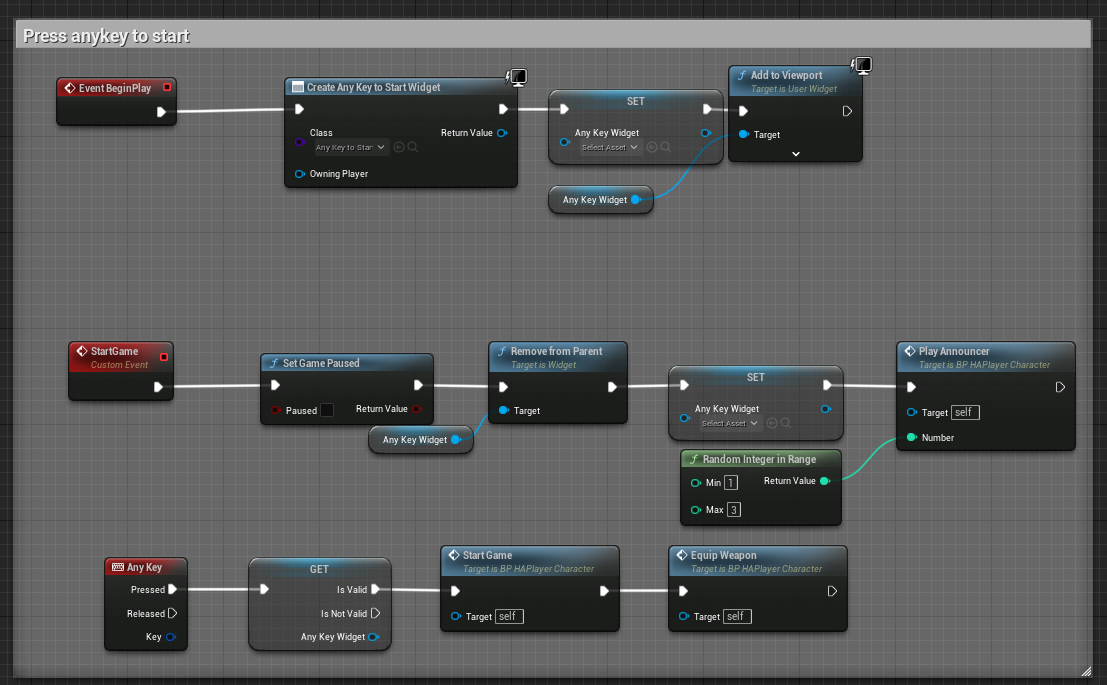 Press anykey to start
Event BeginPlay
Create Any Key to Start Widget
Class
Any Key to Star
Return Value
Owning Player
SET
Any Key Widget
Select Asset
Any Key Widget
f Add to Viewport
Target is User Widget
Target
StartGame
Custom Event
f Set Game Paused
Paused
Return Value
Any Key Widget
f Remove from Parent
Target is Widget
Target
SET
Any Key Widget
Select Asset
f Random Integer in Range
Min 1
Return Value
Max 3
Play Announcer
Target is BP HAPlayer Character
Target self
Number
Any Key
Pressed
Released
Key
GET
Is Valid
Is Not Valid
Any Key Widget
Start Game
Target is BP HAPlayer Character
Target self
Equip Weapon
Target is BP HAPlayer Character
Target self